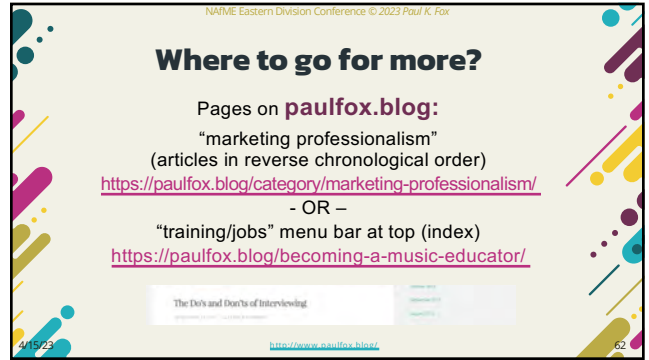 NAfME Eastern Division Conference © 2023 Paul K. Fox
Where to go for more?
Pages on paulfox.blog:
“marketing professionalism”
(articles in reverse chronological order)
https://paulfox.blog/category/marketing-professionalism/
- OR –
“training/jobs” menu bar at top (index)
https://paulfox.blog/becoming-a-music-educator/
The Do's and Don'ts of Interviewing
4/15/23
http://www.paulfox.blog/
62